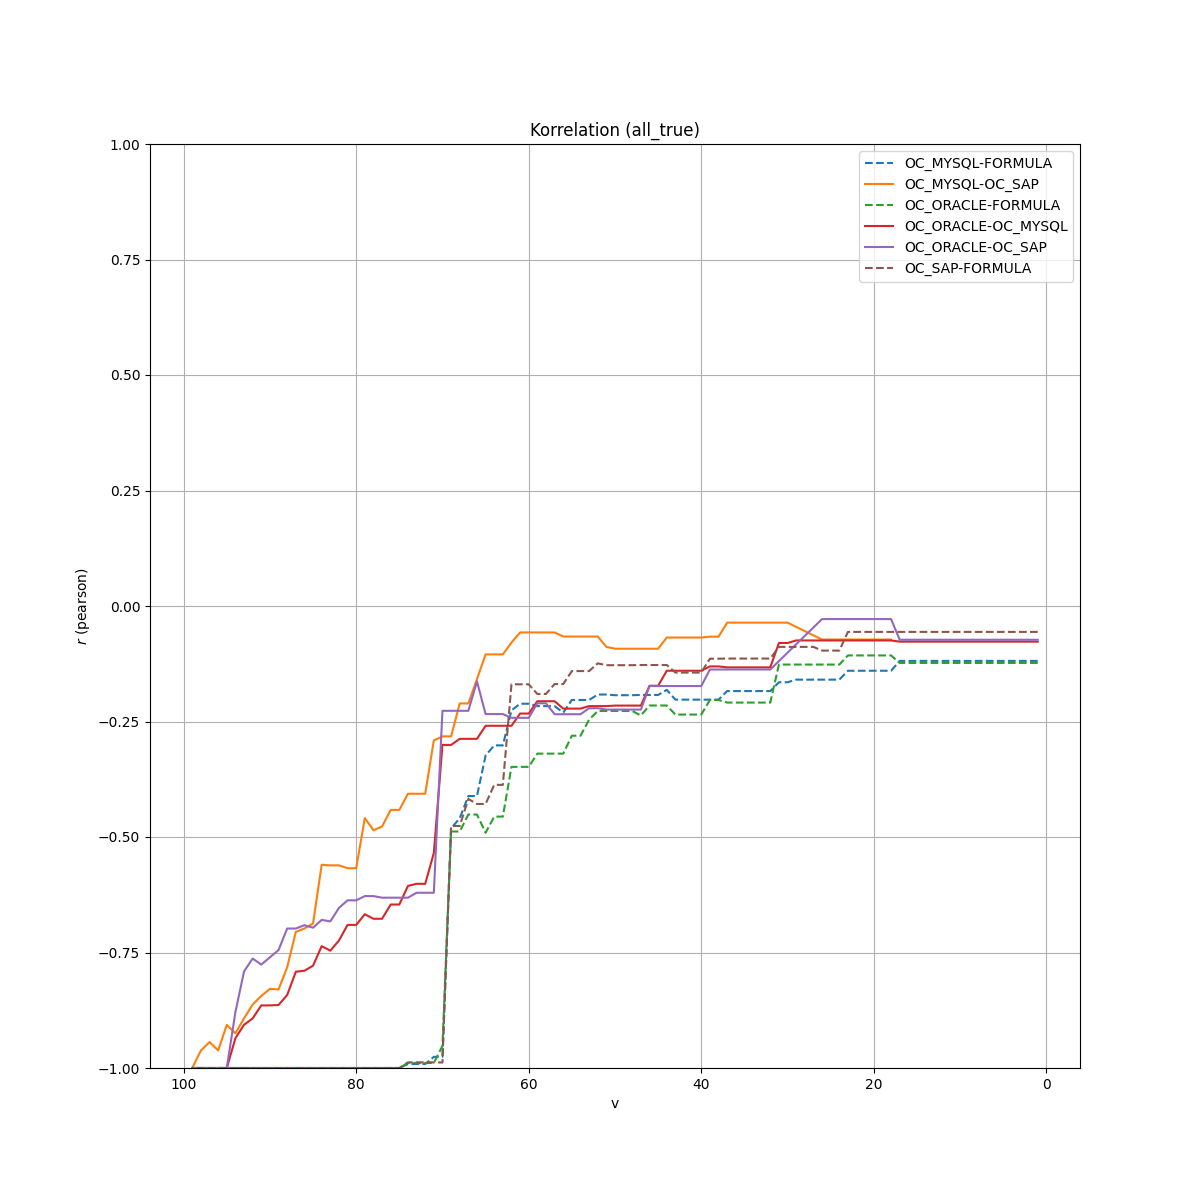 Korrelation (all_true)
1.00
0.75
0.50
0.25
0.00
−0.25
−0.50
−0.75
−1.00
r (pearson)
OC_MYSQL-FORMULA
OC_MYSQL-OC_SAP
OC_ORACLE-FORMULA
OC_ORACLE-OC_MYSQL
OC_ORACLE-OC_SAP
OC_SAP-FORMULA
100 80 60 40 20 0
v